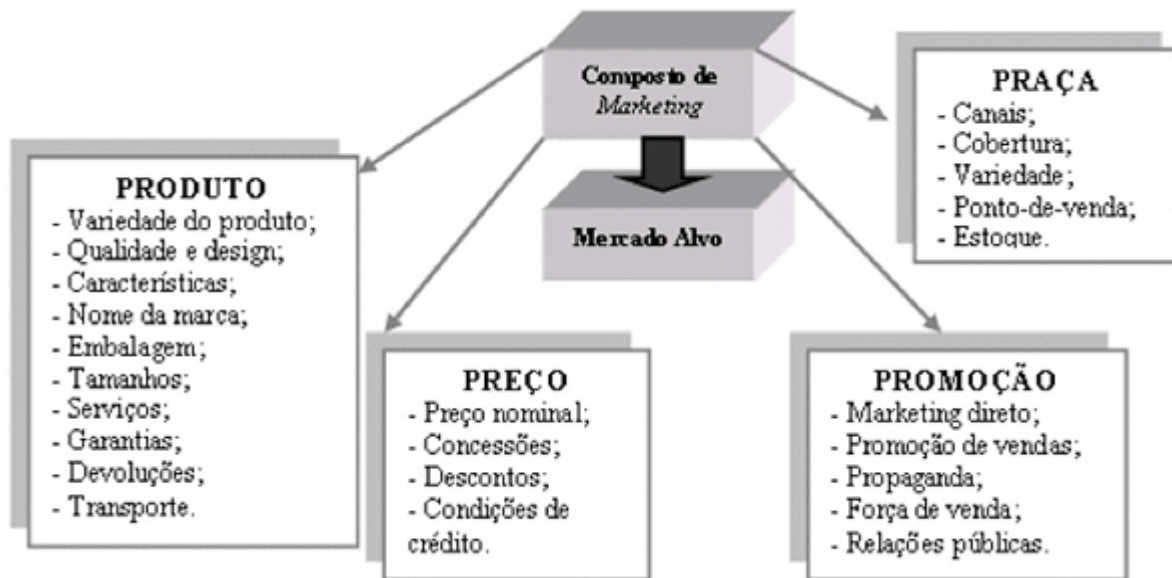 Composto de
Marketing
Mercado Alvo
PRODUTO
- Variedade do produto;
- Qualidade e design;
- Características;
- Nome da marca;
- Embalagem;
- Tamanhos;
- Serviços;
- Garantias;
- Devoluções;
- Transporte.
PREÇO
- Preço nominal;
- Concessões;
- Descontos;
- Condições de
crédito.
PROMOÇÃO
- Marketing direto;
- Promoção de vendas;
- Propaganda;
- Força de venda;
- Relações públicas.
PRAÇA
- Canais;
- Cobertura;
- Variedade;
- Ponto-de-venda;
- Estoque.